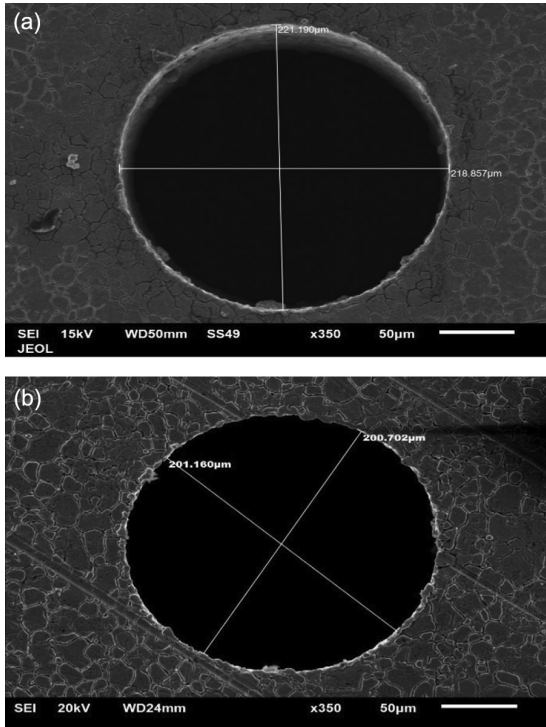 (a)
221.190µm
218.857µm
SEI 15kV WD50mm SS49 x350 50µm
JEOL
(b)
200.702µm
201.160µm
SEI 20kV WD24mm x350 50µm